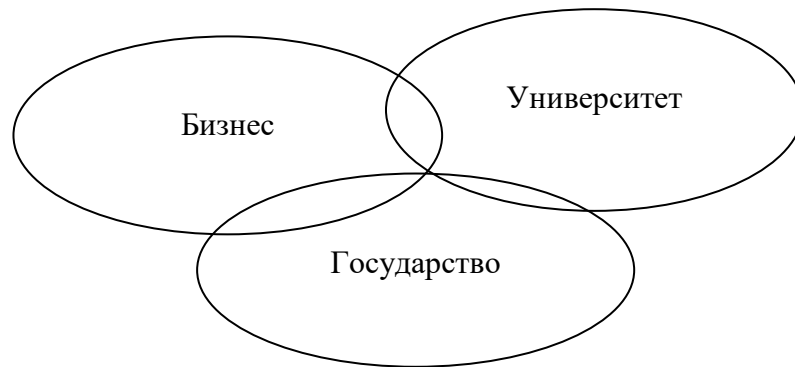 Университет
Бизнес
Государство